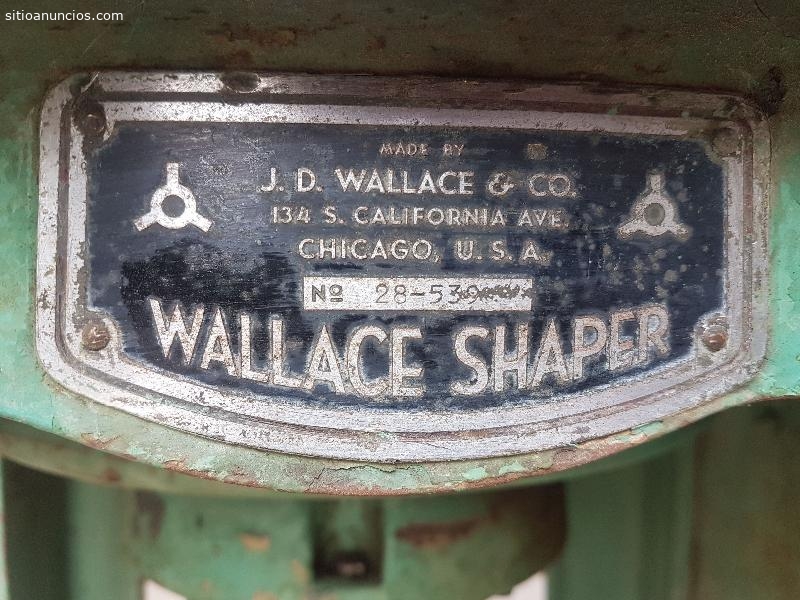 sitioanuncios.com
MADE BY
J. D. WALLACE & CO.
134 S. CALIFORNIA AVE.
CHICAGO, U. S. A.
Nº 28-539
WALLACE SHAPER